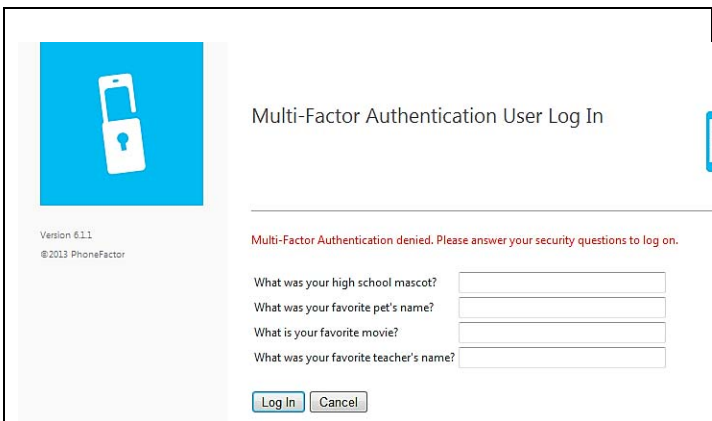 Multi-Factor Authentication User Log In
Version 6.1.1
©2013 PhoneFactor
Multi-Factor Authentication denied. Please answer your security questions to log on.
What was your high school mascot?
What was your favorite pet's name?
What is your favorite movie?
What was your favorite teacher's name?
Log In Cancel